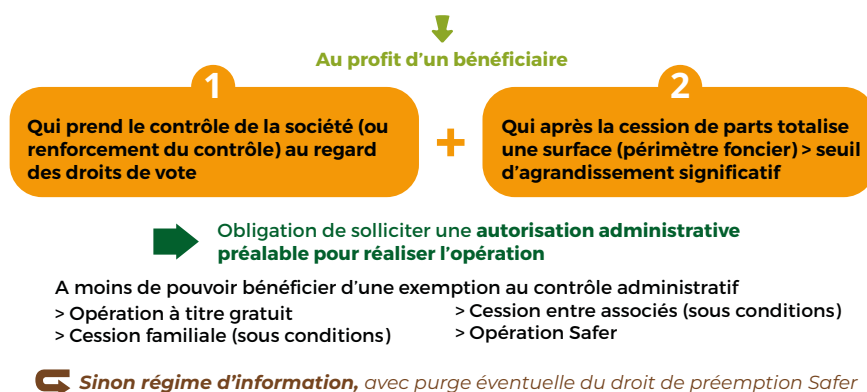 Au profit d'un bénéficiaire
1
Qui prend le contrôle de la société (ou
renforcement du contrôle) au regard
des droits de vote
+
2
Qui après la cession de parts totalise
une surface (périmètre foncier) > seuil
d'agrandissement significatif
Obligation de solliciter une autorisation administrative
préalable pour réaliser l'opération
A moins de pouvoir bénéficier d'une exemption au contrôle administratif
> Opération à titre gratuit
> Cession familiale (sous conditions)
> Cession entre associés (sous conditions)
> Opération Safer
Sinon régime d'information, avec purge éventuelle du droit de préemption Safer